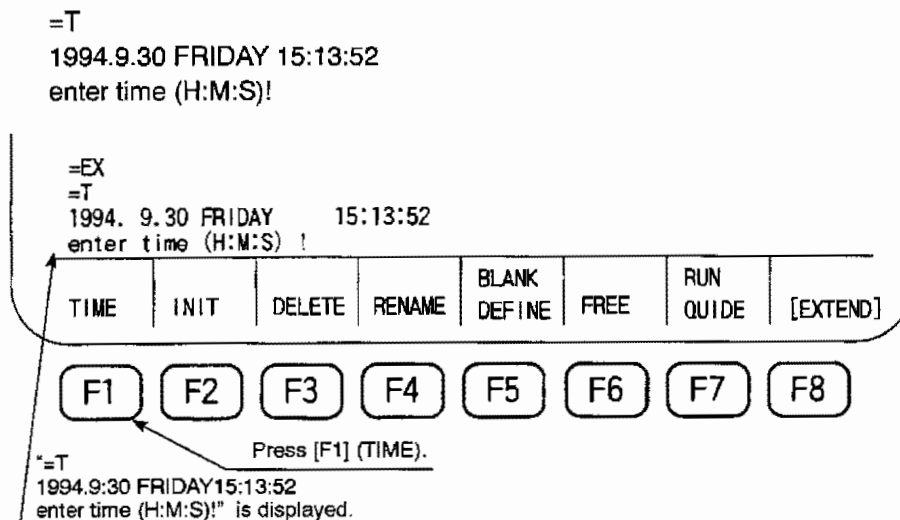 =T
1994.9.30 FRIDAY 15:13:52
enter time (H:M:S)!
=EX
=T
1994. 9.30 FRIDAY 15:13:52
enter time (H:M:S) !
TIME INIT DELETE RENAME BLANK DEFINE FREE RUN QUIDE [EXTEND]
F1 F2 F3 F4 F5 F6 F7 F8
Press [F1] (TIME).
"=T
1994.9:30 FRIDAY15:13:52
enter time (H:M:S)!" is displayed.